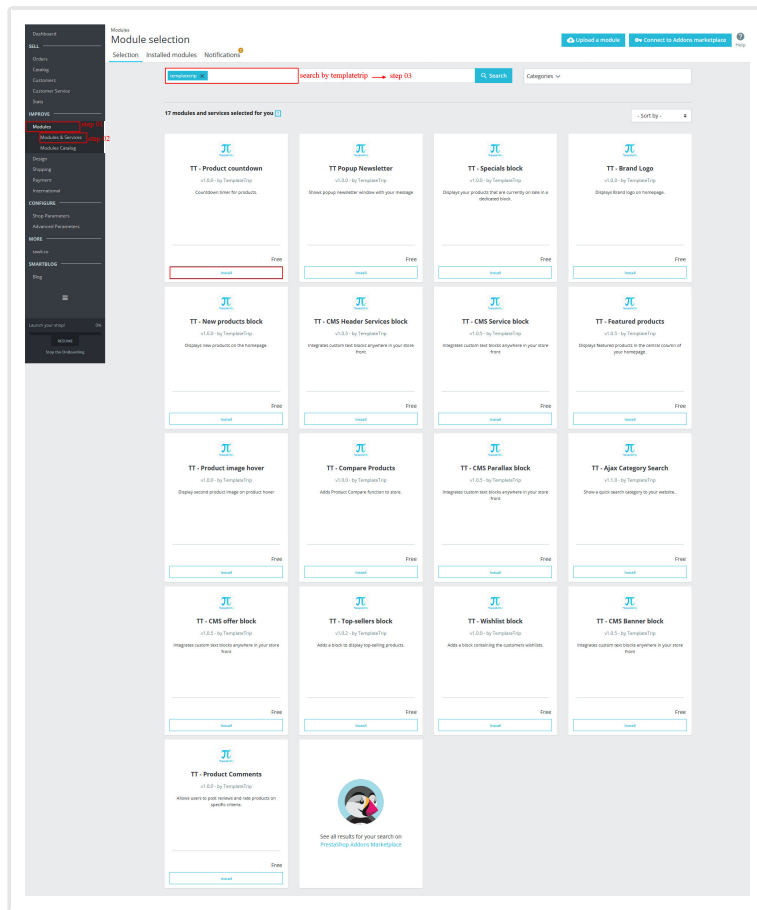 Dashboard
SELL
Orders
Catalog
Customers
Customer Service
Stats
IMPROVE
Modules step 01
Modules & Services step 02
Modules Catalog
Design
Shipping
Payment
International
CONFIGURE
Shop Parameters
Advanced Parameters
MORE
SMARTBLOG
Blog
Launch your shop! 0%
RESUME
Stop the OnBoarding
Modules
Module selection
Upload a module
Connect to Addons marketplace
Help
Selection Installed modules Notifications
templatetrip × search by templatetrip step 03
Search
Categories
17 modules and services selected for you
- Sort by -
TT - Product countdown
v1.0.0 - by TemplateTrip
Countdown timer for products.
Free
Install
TT Popup Newsletter
v1.0.0 - by TemplateTrip
Shows popup newsletter window with your message
Free
Install
TT - Specials block
v1.0.0 - by TemplateTrip
Displays your products that are currently on sale in a
dedicated block.
Free
Install
TT - Brand Logo
v1.0.0 - by TemplateTrip
Displays Brand logo on homepage.
Free
Install
TT - New products block
v1.0.0 - by TemplateTrip
Displays new products on the homepage.
Free
Install
TT - CMS Header Services block
v1.0.5 - by TemplateTrip
Integrates custom text blocks anywhere in your store
front
Free
Install
TT - CMS Service block
v1.0.5 - by TemplateTrip
Integrates custom text blocks anywhere in your store
front
Free
Install
TT - Featured products
v1.0.5 - by TemplateTrip
Displays featured products in the central column of
your homepage.
Free
Install
TT - Product image hover
v1.0.0 - by TemplateTrip
Display second product image on product hover
Free
Install
TT - Compare Products
v1.0.0 - by TemplateTrip
Adds Product Compare function to store.
Free
Install
TT - CMS Parallax block
v1.0.5 - by TemplateTrip
Integrates custom text blocks anywhere in your store
front
Free
Install
TT - Ajax Category Search
v1.1.0 - by TemplateTrip
Show a quick search category to your website.
Free
Install
TT - CMS offer block
v1.0.5 - by TemplateTrip
Integrates custom text blocks anywhere in your store
front
Free
Install
TT - Top-sellers block
v1.0.2 - by TemplateTrip
Adds a block to display top-selling products.
Free
Install
TT - Wishlist block
v1.0.0 - by TemplateTrip
Adds a block containing the customers wishlists.
Free
Install
TT - CMS Banner block
v1.0.5 - by TemplateTrip
Integrates custom text blocks anywhere in your store
front
Free
Install
TT - Product Comments
v1.0.0 - by TemplateTrip
Allows users to post reviews and rate products on
specific criteria.
Free
Install
See all results for your search on
PrestaShop Addons Marketplace